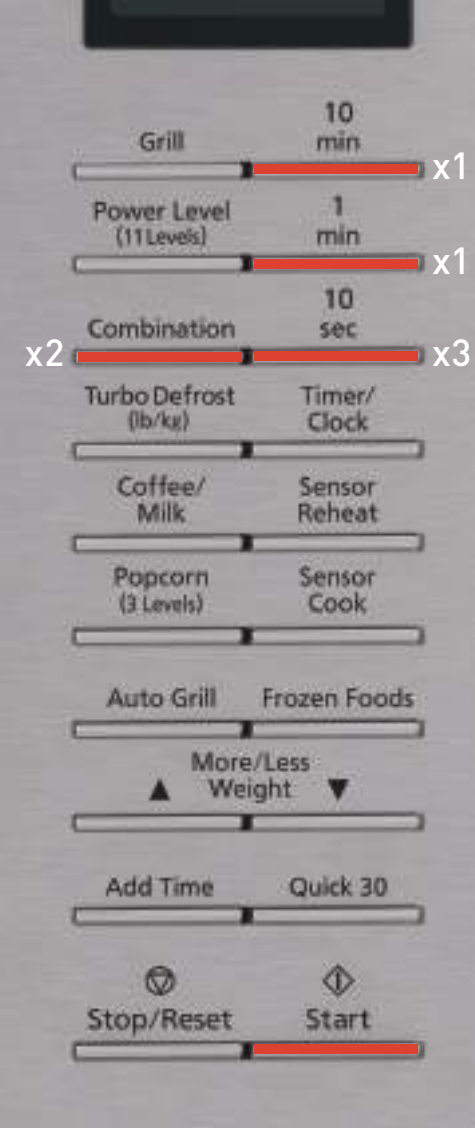 10
Grill min
x1
Power Level 1
(11 Levels) min
x1
10
Combination sec
x2 x3
Turbo Defrost Timer/
(lb/kg) Clock
Coffee/ Sensor
Milk Reheat
Popcorn Sensor
(3 Levels) Cook
Auto Grill Frozen Foods
More/Less
▲ Weight ▼
Add Time Quick 30
Stop/Reset Start